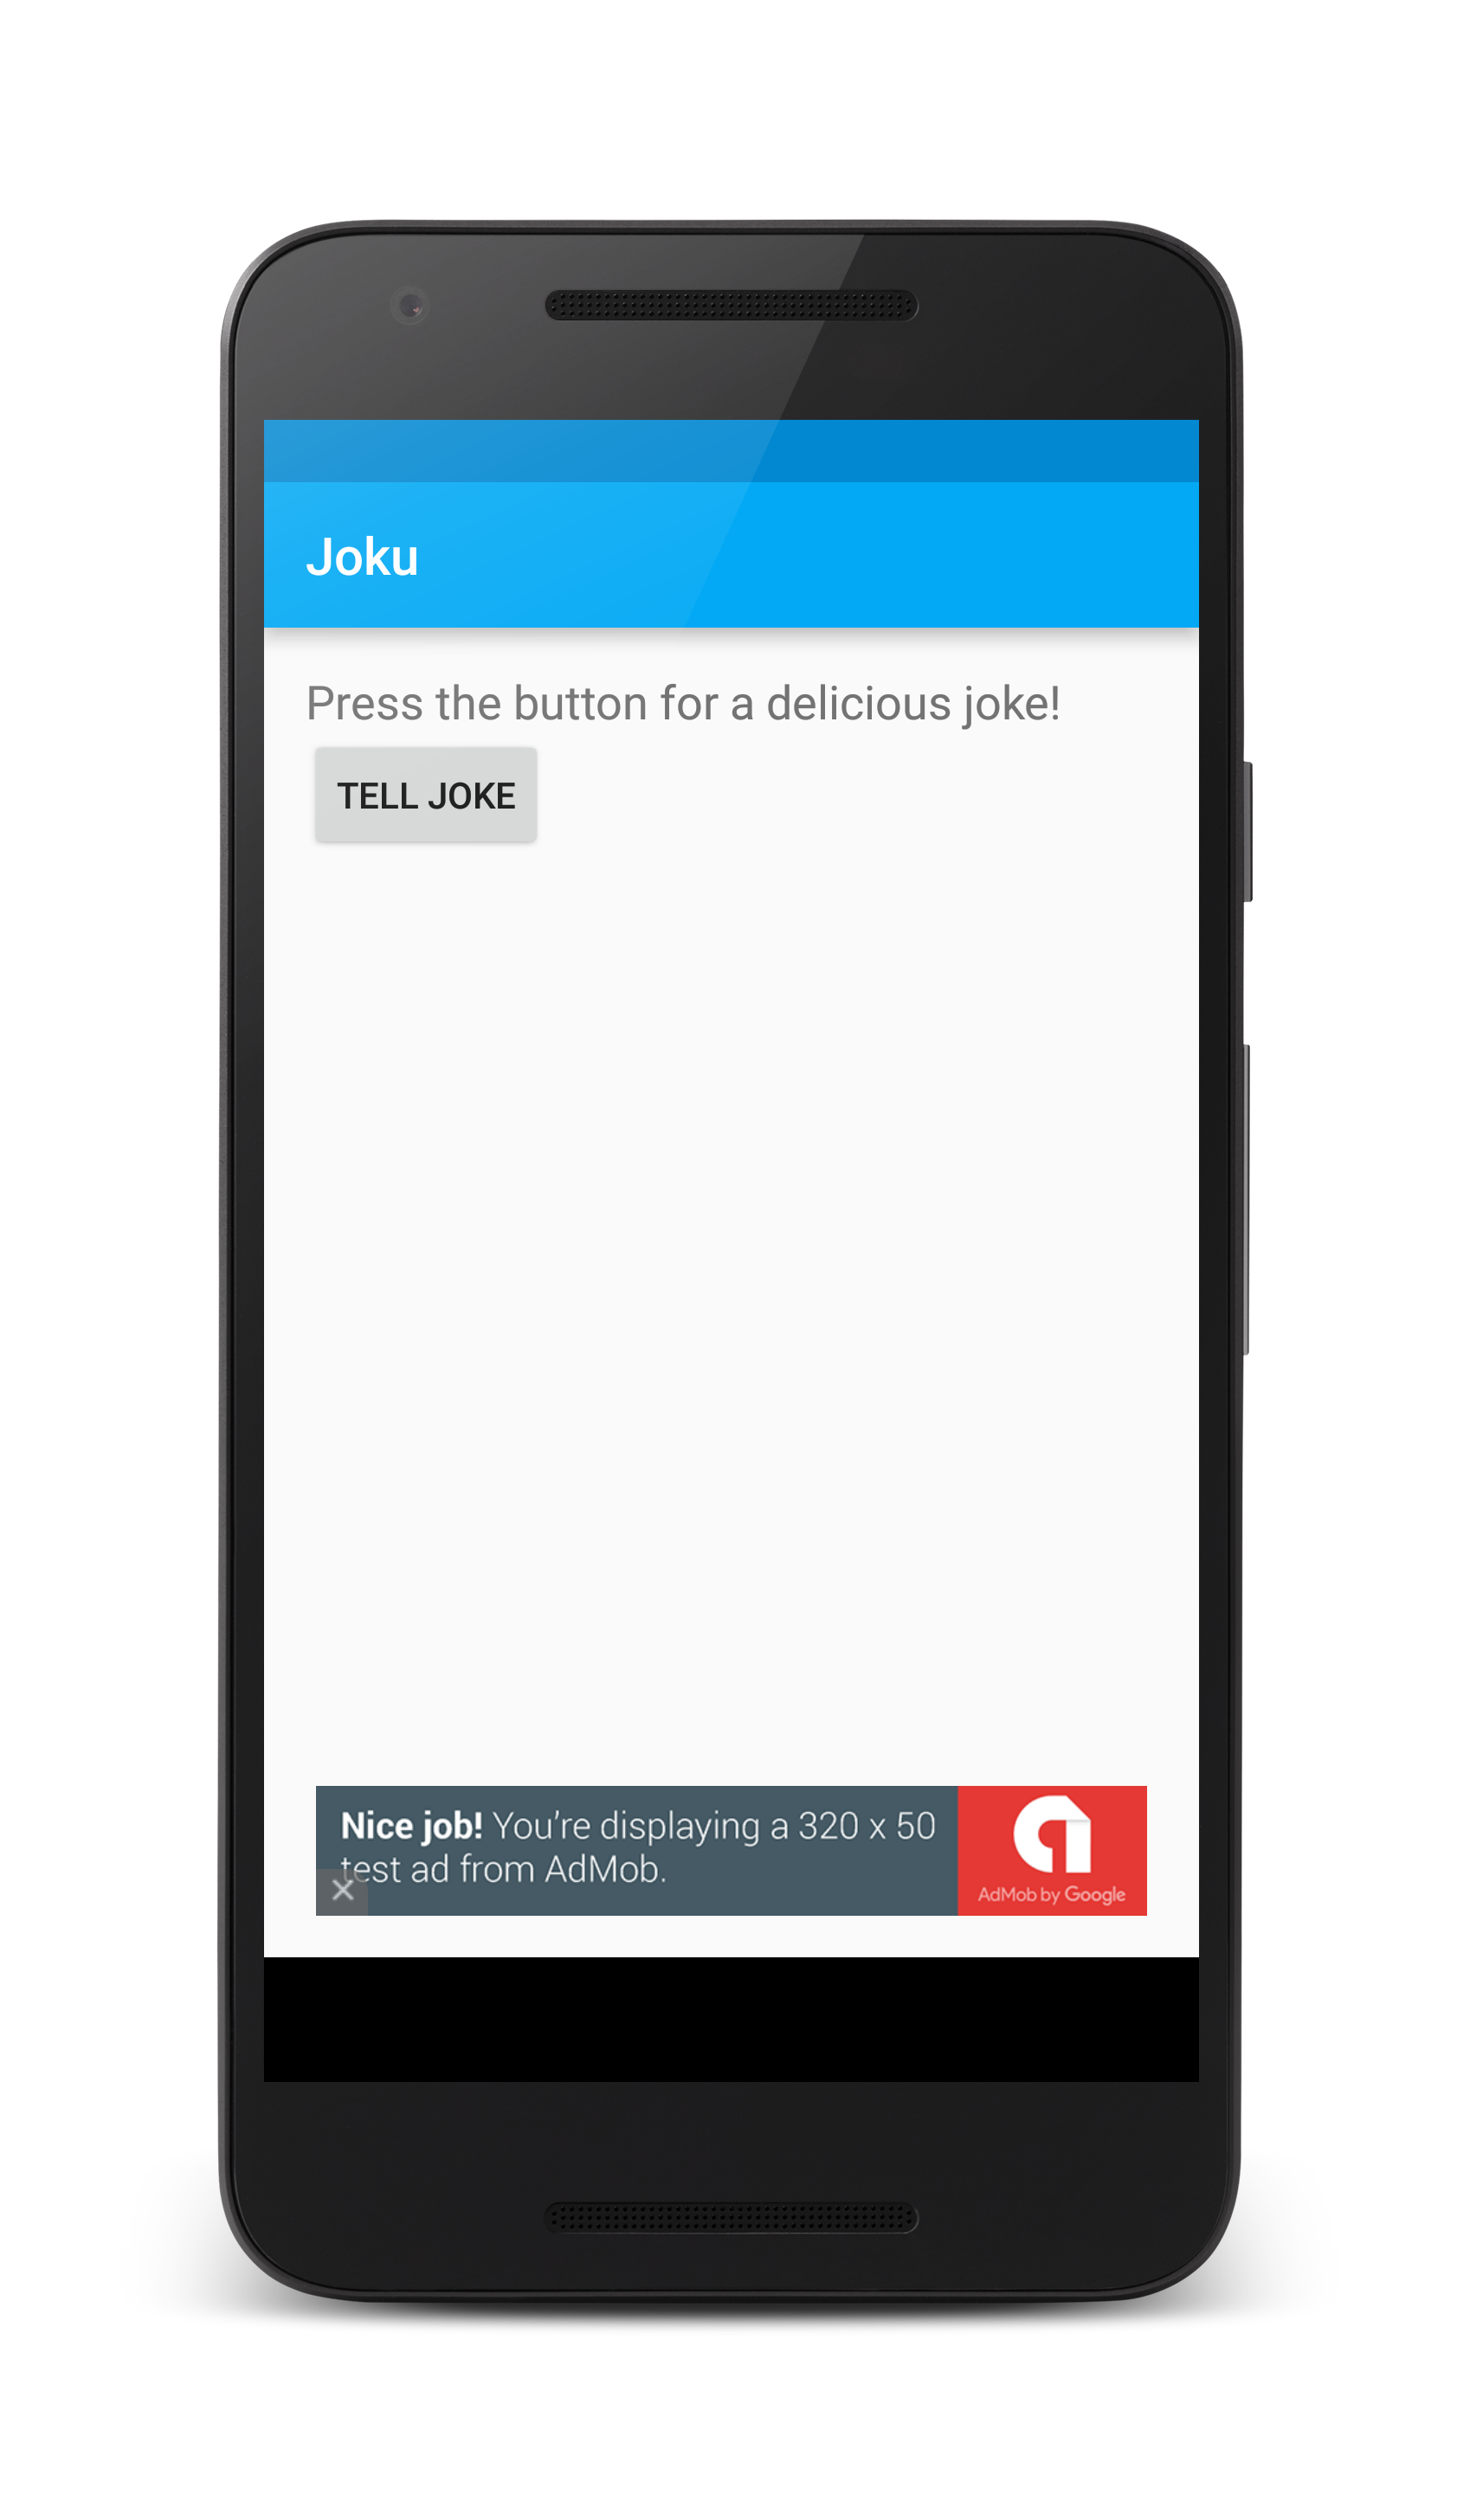 Joku
Press the button for a delicious joke!
TELL JOKE
Nice job! You're displaying a 320 x 50
test ad from AdMob.
AdMob by Google